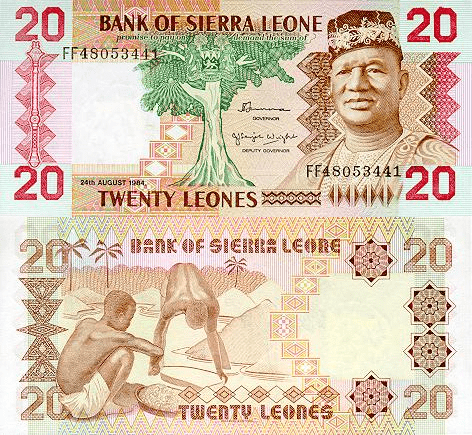 20 BANK OF SIERRA LEONE 20
promise to pay on demand the sum of
FF48053441
GOVERNOR
DEPUTY GOVERNOR
FF48053441
24th AUGUST 1984
20 TWENTY LEONES 20
20 BANK OF SIERRA LEONE 20
20
20 TWENTY LEONES 20